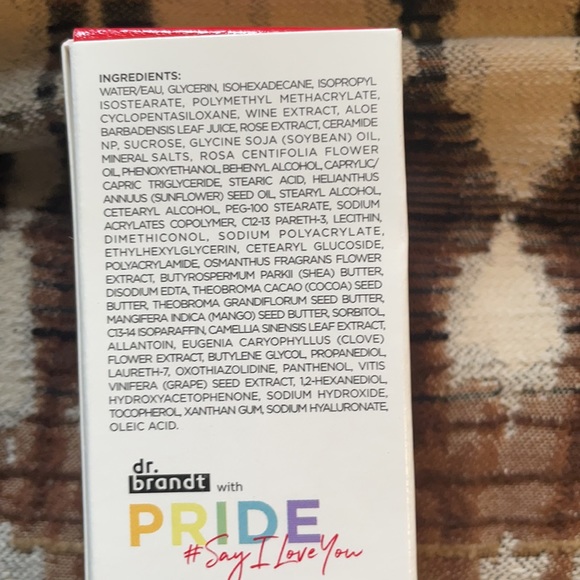 INGREDIENTS:
WATER/EAU, GLYCERIN, ISOHEXADECANE, ISOPROPYL
ISOSTEARATE, POLYMETHYL METHACRYLATE,
CYCLOPENTASILOXANE, WINE EXTRACT, ALOE
BARBADENSIS LEAF JUICE, ROSE EXTRACT, CERAMIDE
NP, SUCROSE, GLYCINE SOJA (SOYBEAN) OIL,
MINERAL SALTS, ROSA CENTIFOLIA FLOWER
OIL, PHENOXYETHANOL, BEHENYL ALCOHOL, CAPRYLIC/
CAPRIC TRIGLYCERIDE, STEARIC ACID, HELIANTHUS
ANNUUS (SUNFLOWER) SEED OIL, STEARYL ALCOHOL,
CETEARYL ALCOHOL, PEG-100 STEARATE, SODIUM
ACRYLATES COPOLYMER, C12-13 PARETH-3, LECITHIN,
DIMETHICONOL, SODIUM POLYACRYLATE,
ETHYLHEXYLGLYCERIN, CETEARYL GLUCOSIDE,
POLYACRYLAMIDE, OSMANTHUS FRAGRANS FLOWER
EXTRACT, BUTYROSPERMUM PARKII (SHEA) BUTTER,
DISODIUM EDTA, THEOBROMA CACAO (COCOA) SEED
BUTTER, THEOBROMA GRANDIFLORUM SEED BUTTER,
MANGIFERA INDICA (MANGO) SEED BUTTER, SORBITOL,
C13-14 ISOPARAFFIN, CAMELLIA SINENSIS LEAF EXTRACT,
ALLANTOIN, EUGENIA CARYOPHYLLUS (CLOVE)
FLOWER EXTRACT, BUTYLENE GLYCOL, PROPANEDIOL,
LAURETH-7, OXOTHIAZOLIDINE, PANTHENOL, VITIS
VINIFERA (GRAPE) SEED EXTRACT, 1,2-HEXANEDIOL,
HYDROXYACETOPHENONE, SODIUM HYDROXIDE,
TOCOPHEROL, XANTHAN GUM, SODIUM HYALURONATE,
OLEIC ACID.
dr.
brandt with
PRIDE
#SayILoveYou